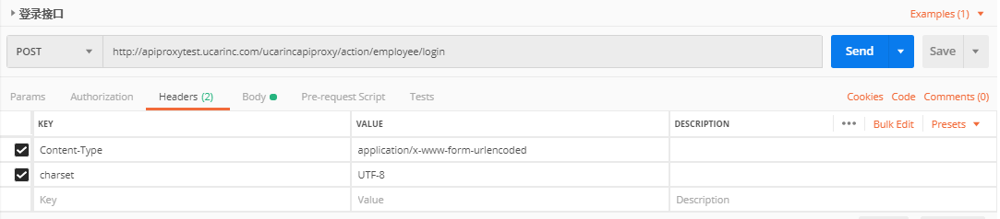 登录接口
Examples (1)
POST
http://apiproxytest.ucarinc.com/ucarincapiproxy/action/employee/login
Send
Save
Params Authorization Headers (2) Body Pre-request Script Tests Cookies Code Comments (0)
KEY VALUE DESCRIPTION ••• Bulk Edit Presets
Content-Type application/x-www-form-urlencoded
charset UTF-8
Key Value Description